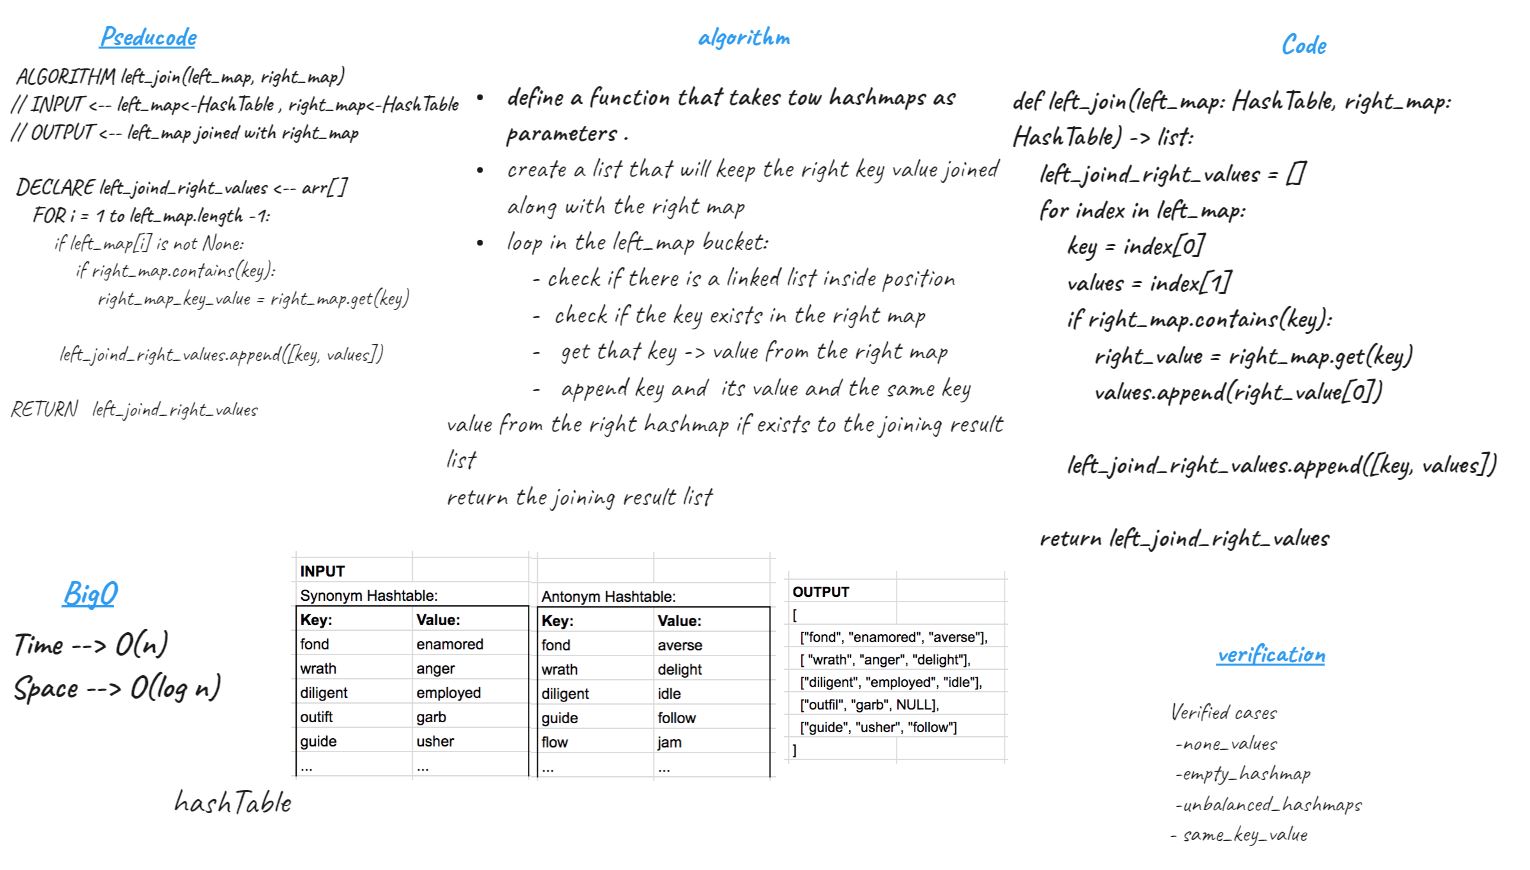 Pseducode
ALGORITHM left_join(left_map, right_map)
// INPUT <-- left_map<-HashTable , right_map<-HashTable
// OUTPUT <-- left_map joined with right_map
DECLARE left_joind_right_values <-- arr[]
FOR i = 1 to left_map.length -1:
if left_map[i] is not None:
if right_map.contains(key):
right_map_key_value = right_map.get(key)
left_joind_right_values.append([key, values])
RETURN left_joind_right_values
algorithm
• define a function that takes tow hashmaps as
parameters .
• create a list that will keep the right key value joined
along with the right map
• loop in the left_map bucket:
- check if there is a linked list inside position
- check if the key exists in the right map
- get that key -> value from the right map
- append key and its value and the same key
value from the right hashmap if exists to the joining result
list
return the joining result list
Code
def left_join(left_map: HashTable, right_map:
HashTable) -> list:
left_joind_right_values = []
for index in left_map:
key = index[0]
values = index[1]
if right_map.contains(key):
right_value = right_map.get(key)
values.append(right_value[0])
left_joind_right_values.append([key, values])
return left_joind_right_values
BigO
Time --> O(n)
Space --> O(log n)
hashTable
INPUT
Synonym Hashtable:
Key: Value:
fond enamored
wrath anger
diligent employed
outift garb
guide usher
... ...
Antonym Hashtable:
Key: Value:
fond averse
wrath delight
diligent idle
guide follow
flow jam
... ...
OUTPUT
[
["fond", "enamored", "averse"],
[ "wrath", "anger", "delight"],
["diligent", "employed", "idle"],
["outfil", "garb", NULL],
["guide", "usher", "follow"]
]
verification
Verified cases
-none_values
-empty_hashmap
-unbalanced_hashmaps
- same_key_value